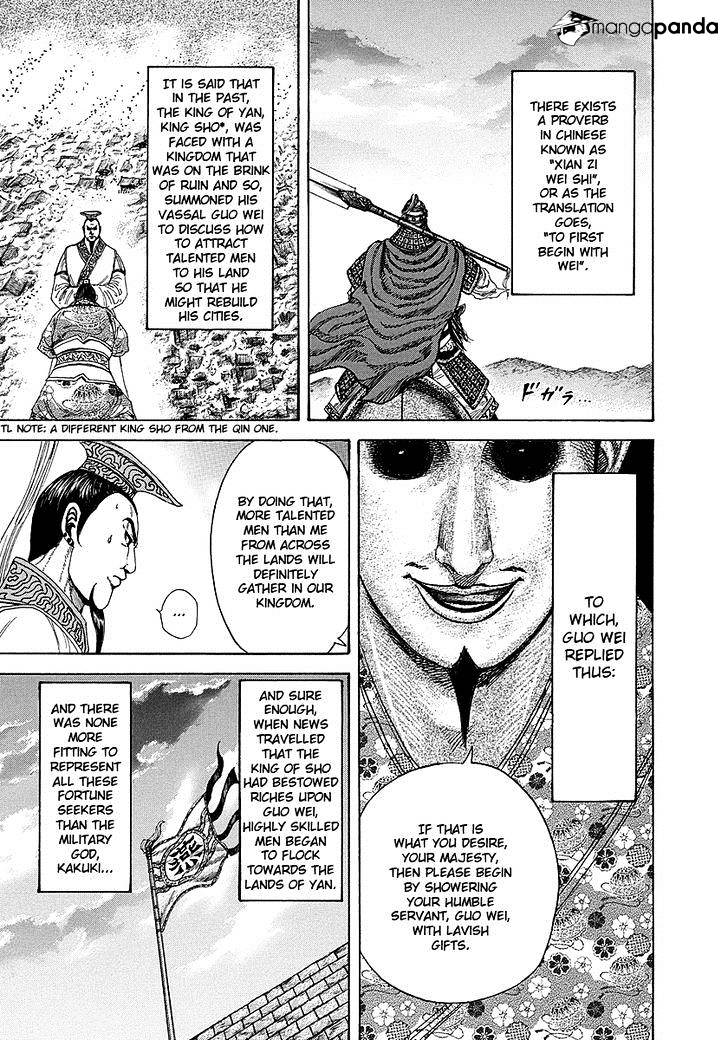 mangapanda
THERE EXISTS
A PROVERB
IN CHINESE
KNOWN AS
"XIAN ZI
WEI SHI",
OR AS THE
TRANSLATION
GOES,
"TO FIRST
BEGIN WITH
WEI".
ドガラ...
IT IS SAID THAT
IN THE PAST,
THE KING OF YAN,
KING SHO*, WAS
FACED WITH A
KINGDOM THAT
WAS ON THE BRINK
OF RUIN AND SO,
SUMMONED HIS
VASSAL GUO WEI
TO DISCUSS HOW
TO ATTRACT
TALENTED MEN
TO HIS LAND
SO THAT HE
MIGHT REBUILD
HIS CITIES.
TL NOTE: A DIFFERENT KING SHO FROM THE QIN ONE.
TO
WHICH,
GUO WEI
REPLIED
THUS:
IF THAT IS
WHAT YOU DESIRE,
YOUR MAJESTY,
THEN PLEASE BEGIN
BY SHOWERING
YOUR HUMBLE
SERVANT, GUO WEI,
WITH LAVISH
GIFTS.
BY DOING THAT,
MORE TALENTED
MEN THAN ME
FROM ACROSS
THE LANDS WILL
DEFINITELY
GATHER IN OUR
KINGDOM.
...
AND SURE
ENOUGH,
WHEN NEWS
TRAVELLED
THAT THE
KING OF SHO
HAD BESTOWED
RICHES UPON
GUO WEI,
HIGHLY SKILLED
MEN BEGAN
TO FLOCK
TOWARDS THE
LANDS OF YAN.
AND THERE
WAS NONE
MORE
FITTING TO
REPRESENT
ALL THESE
FORTUNE
SEEKERS
THAN THE
MILITARY
GOD,
KAKUKI...